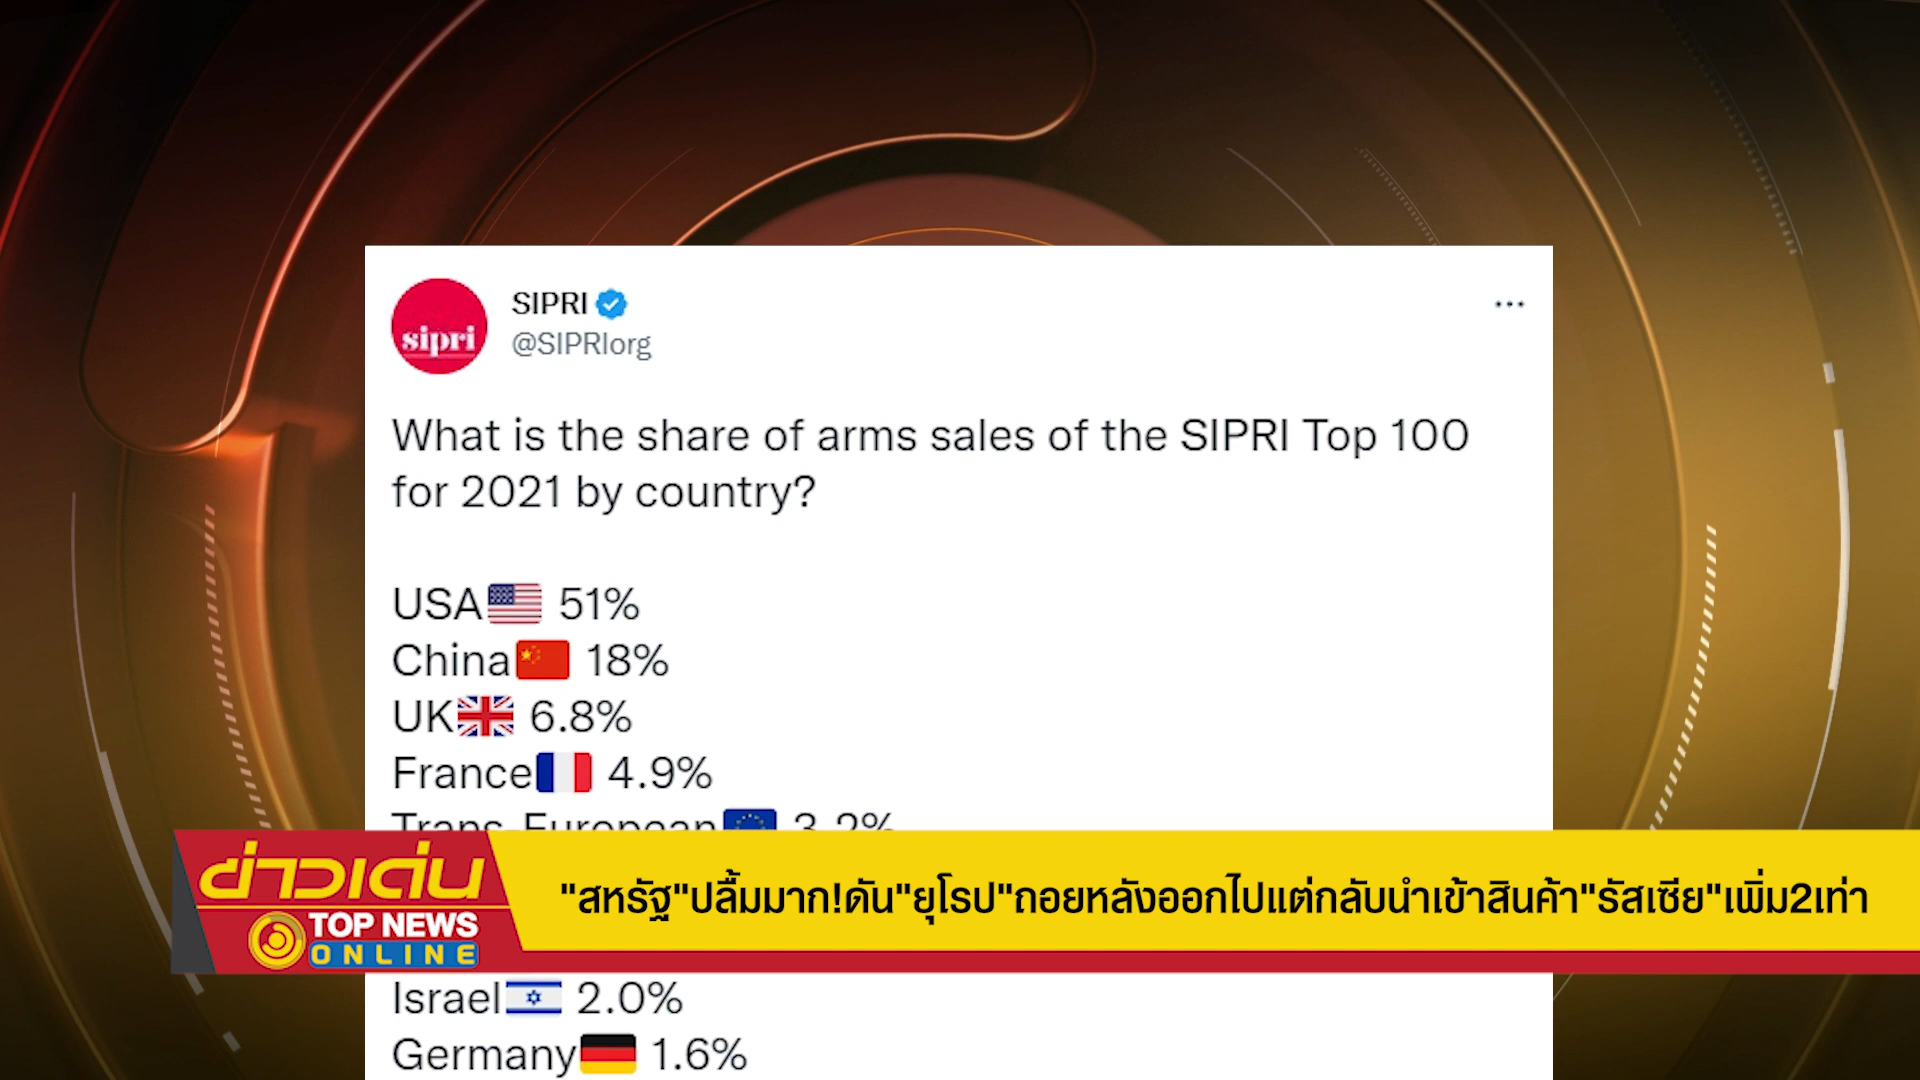 sipri
SIPRI
@SIPRIorg
What is the share of arms sales of the SIPRI Top 100
for 2021 by country?
USA 51%
China 18%
UK 6.8%
France 4.9%
Trans-European 3.2%
ข่าวเด่น
TOP NEWS
ONLINE
"สหรัฐ"ปลื้มมาก!ดัน"ยุโรป"ถอยหลังออกไปแต่กลับนำเข้าสินค้า"รัสเซีย"เพิ่ม2เท่า
Israel 2.0%
Germany 1.6%